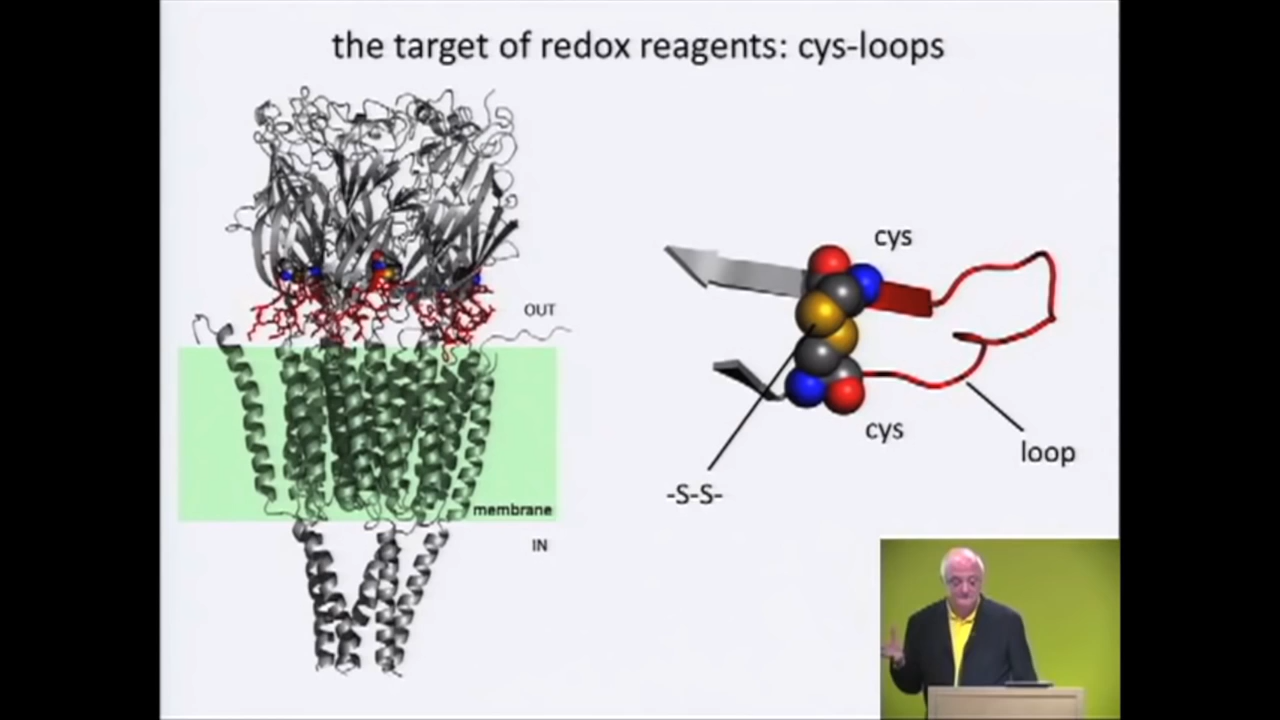 the target of redox reagents: cys-loops
OUT
membrane
IN
cys
cys
loop
-S-S-